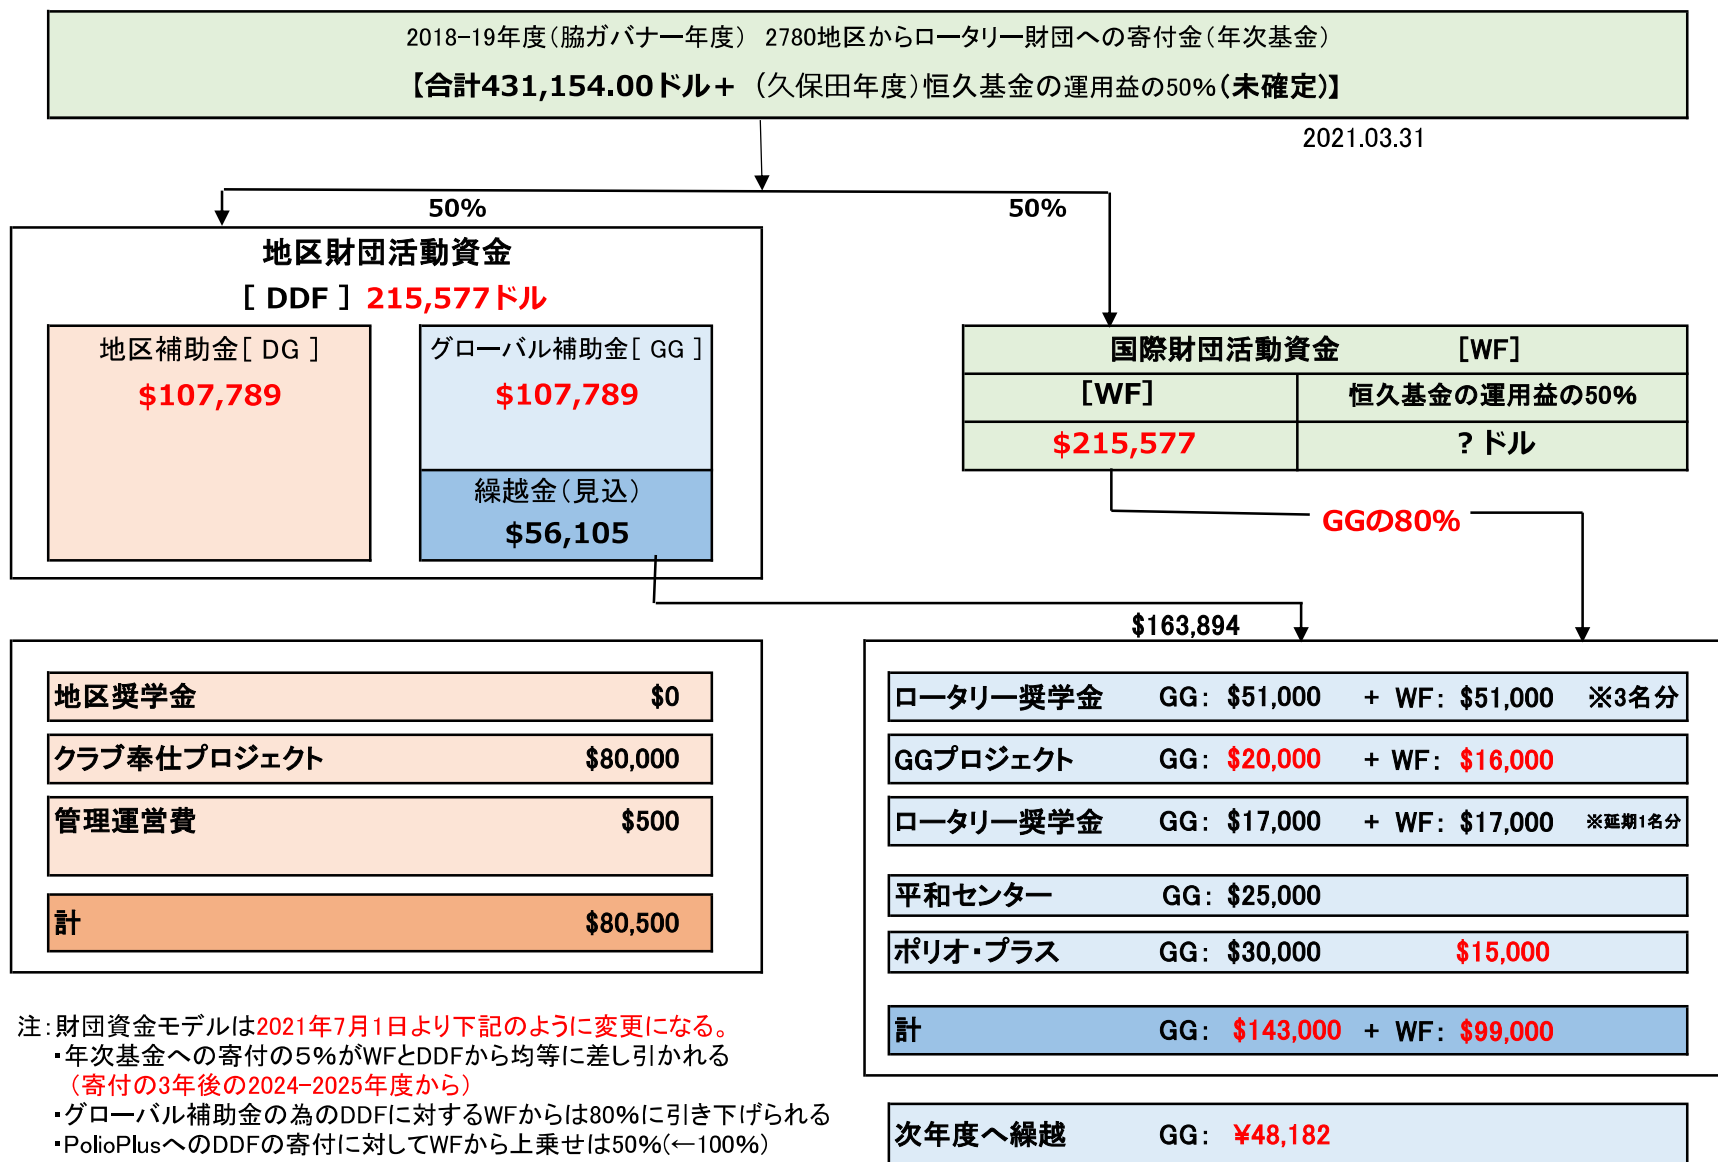 2018-19年度(脇ガバナー年度) 2780地区からロータリー財団への寄付金(年次基金)
【合計431,154.00ドル+ (久保田年度)恒久基金の運用益の50%(未確定)】
2021.03.31
50%
50%
地区財団活動資金
[ DDF ] 215,577ドル
地区補助金[ DG ]
$107,789
グローバル補助金[ GG ]
$107,789
繰越金(見込)
$56,105
国際財団活動資金 [WF]
[WF] 恒久基金の運用益の50%
$215,577 ?ドル
GGの80%
$163,894
地区奨学金 $0
クラブ奉仕プロジェクト $80,000
管理運営費 $500
計 $80,500
ロータリー奨学金 GG: $51,000 + WF: $51,000 ※3名分
GGプロジェクト GG: $20,000 + WF: $16,000
ロータリー奨学金 GG: $17,000 + WF: $17,000 ※延期1名分
平和センター GG: $25,000
ポリオ・プラス GG: $30,000 $15,000
計 GG: $143,000 + WF: $99,000
次年度へ繰越 GG: ¥48,182
注:財団資金モデルは2021年7月1日より下記のように変更になる。
・年次基金への寄付の5%がWFとDDFから均等に差し引かれる
(寄付の3年後の2024-2025年度から)
・グローバル補助金の為のDDFに対するWFからは80%に引き下げられる
・PolioPlusへのDDFの寄付に対してWFから上乗せは50%(←100%)